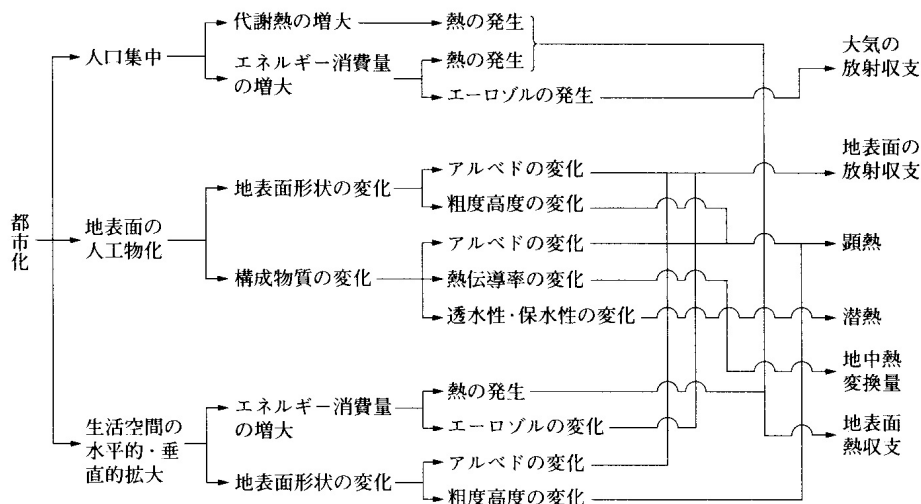 都市化
人口集中
代謝熱の増大
熱の発生
エネルギー消費量
の増大
熱の発生
エーロゾルの発生
大気の
放射収支
地表面の
人工物化
地表面形状の変化
アルベドの変化
粗度高度の変化
地表面の
放射収支
構成物質の変化
アルベドの変化
熱伝導率の変化
透水性・保水性の変化
顕熱
潜熱
地中熱
変換量
生活空間の
水平的・垂
直的拡大
エネルギー消費量
の増大
熱の発生
エーロゾルの変化
地表面
熱収支
地表面形状の変化
アルベドの変化
粗度高度の変化